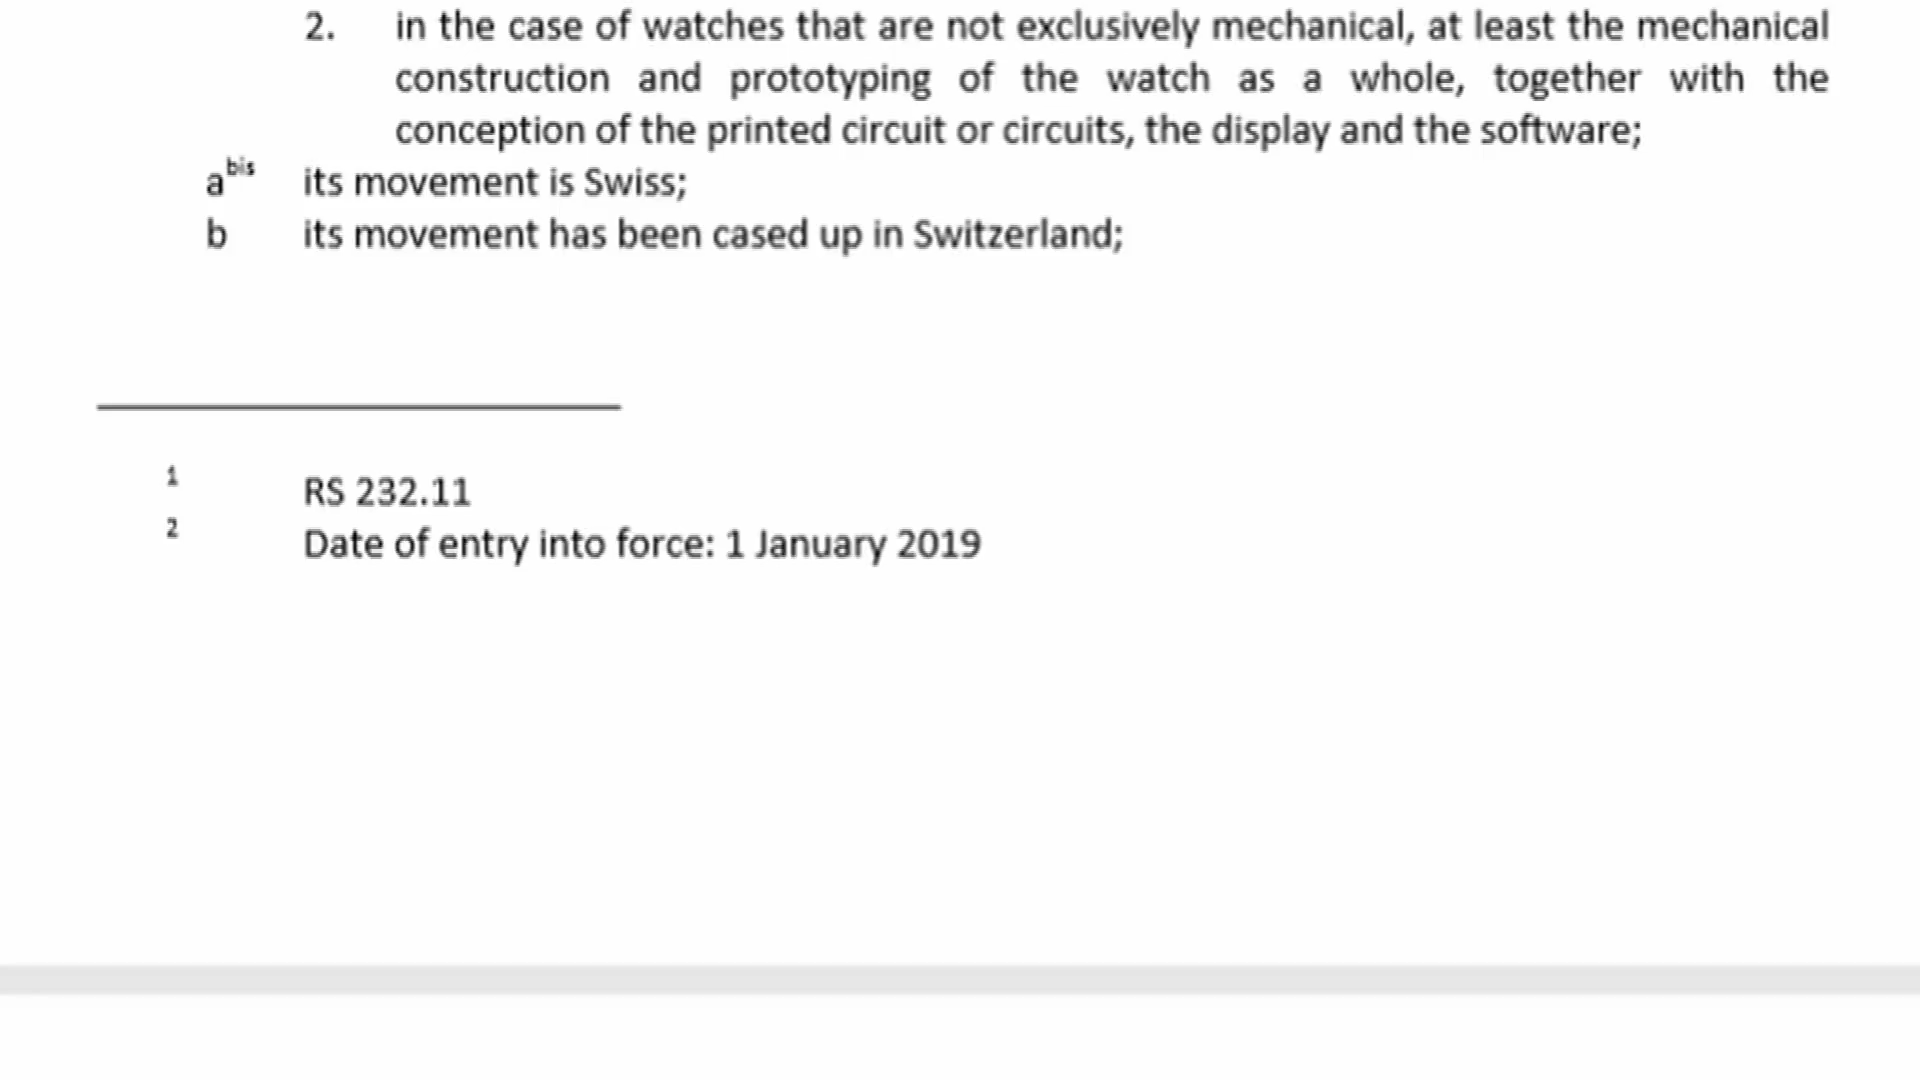 2. in the case of watches that are not exclusively mechanical, at least the mechanical
construction and prototyping of the watch as a whole, together with the
conception of the printed circuit or circuits, the display and the software;
a bis its movement is Swiss;
b its movement has been cased up in Switzerland;
1 RS 232.11
2 Date of entry into force: 1 January 2019